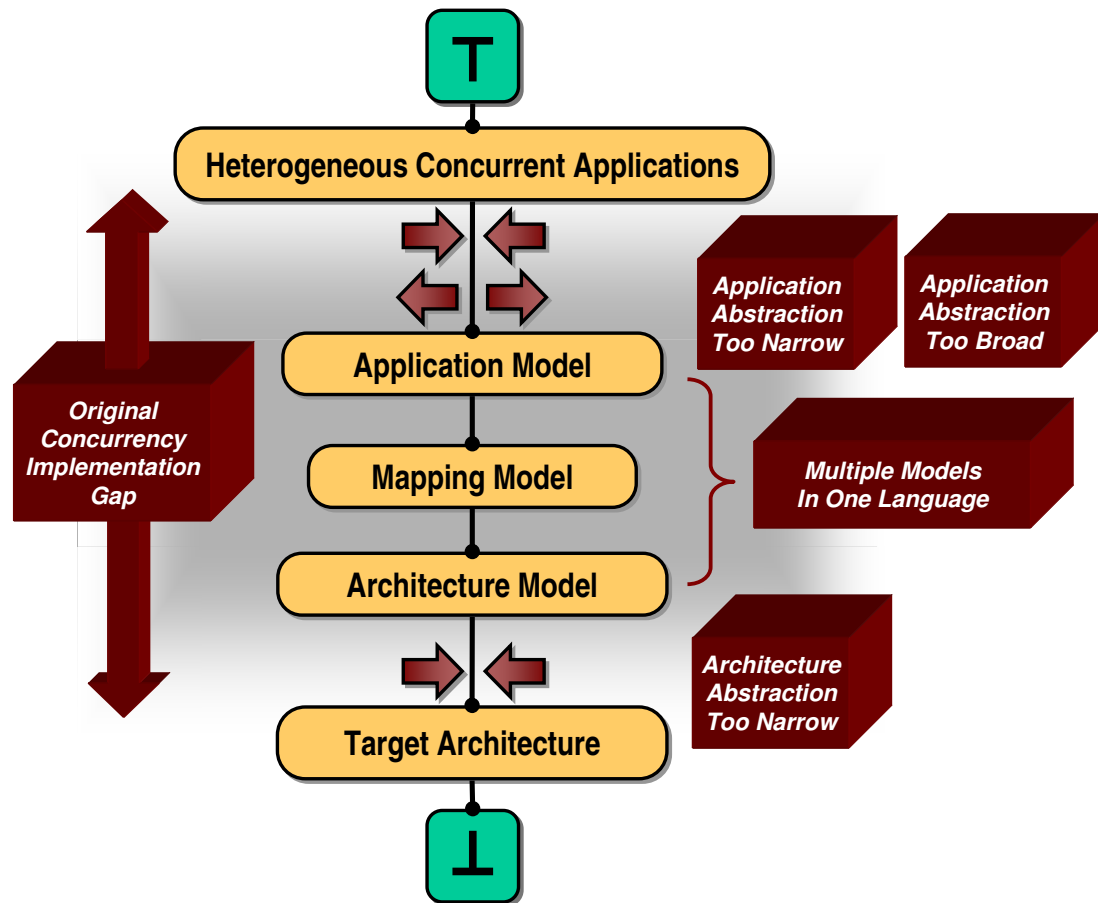 ⊤
Heterogeneous Concurrent Applications
Application
Abstraction
Too Narrow
Application
Abstraction
Too Broad
Application Model
Original
Concurrency
Implementation
Gap
Mapping Model
Multiple Models
In One Language
Architecture Model
Architecture
Abstraction
Too Narrow
Target Architecture
⊥